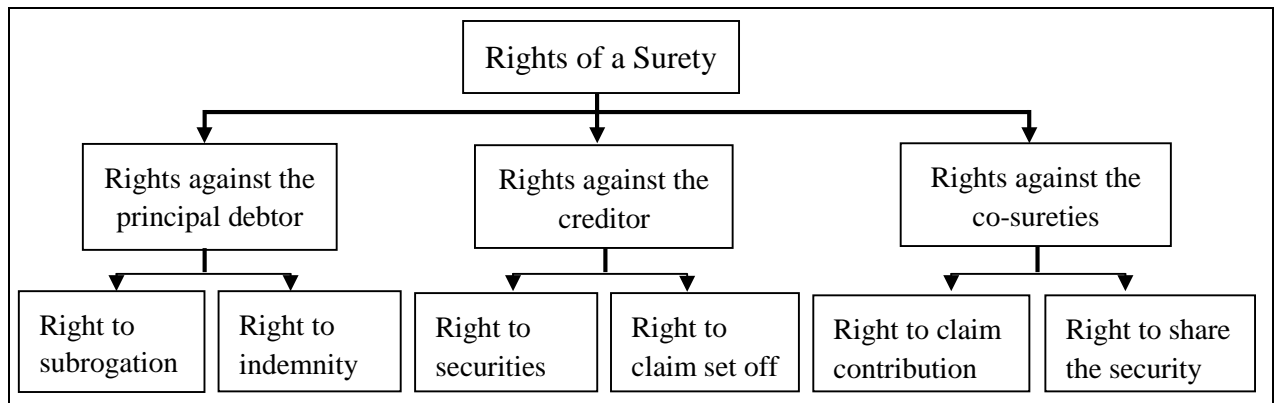 Rights of a Surety
Rights against the
principal debtor
Rights against the
creditor
Rights against the
co-sureties
Right to
subrogation
Right to
indemnity
Right to
securities
Right to
claim set off
Right to claim
contribution
Right to share
the security